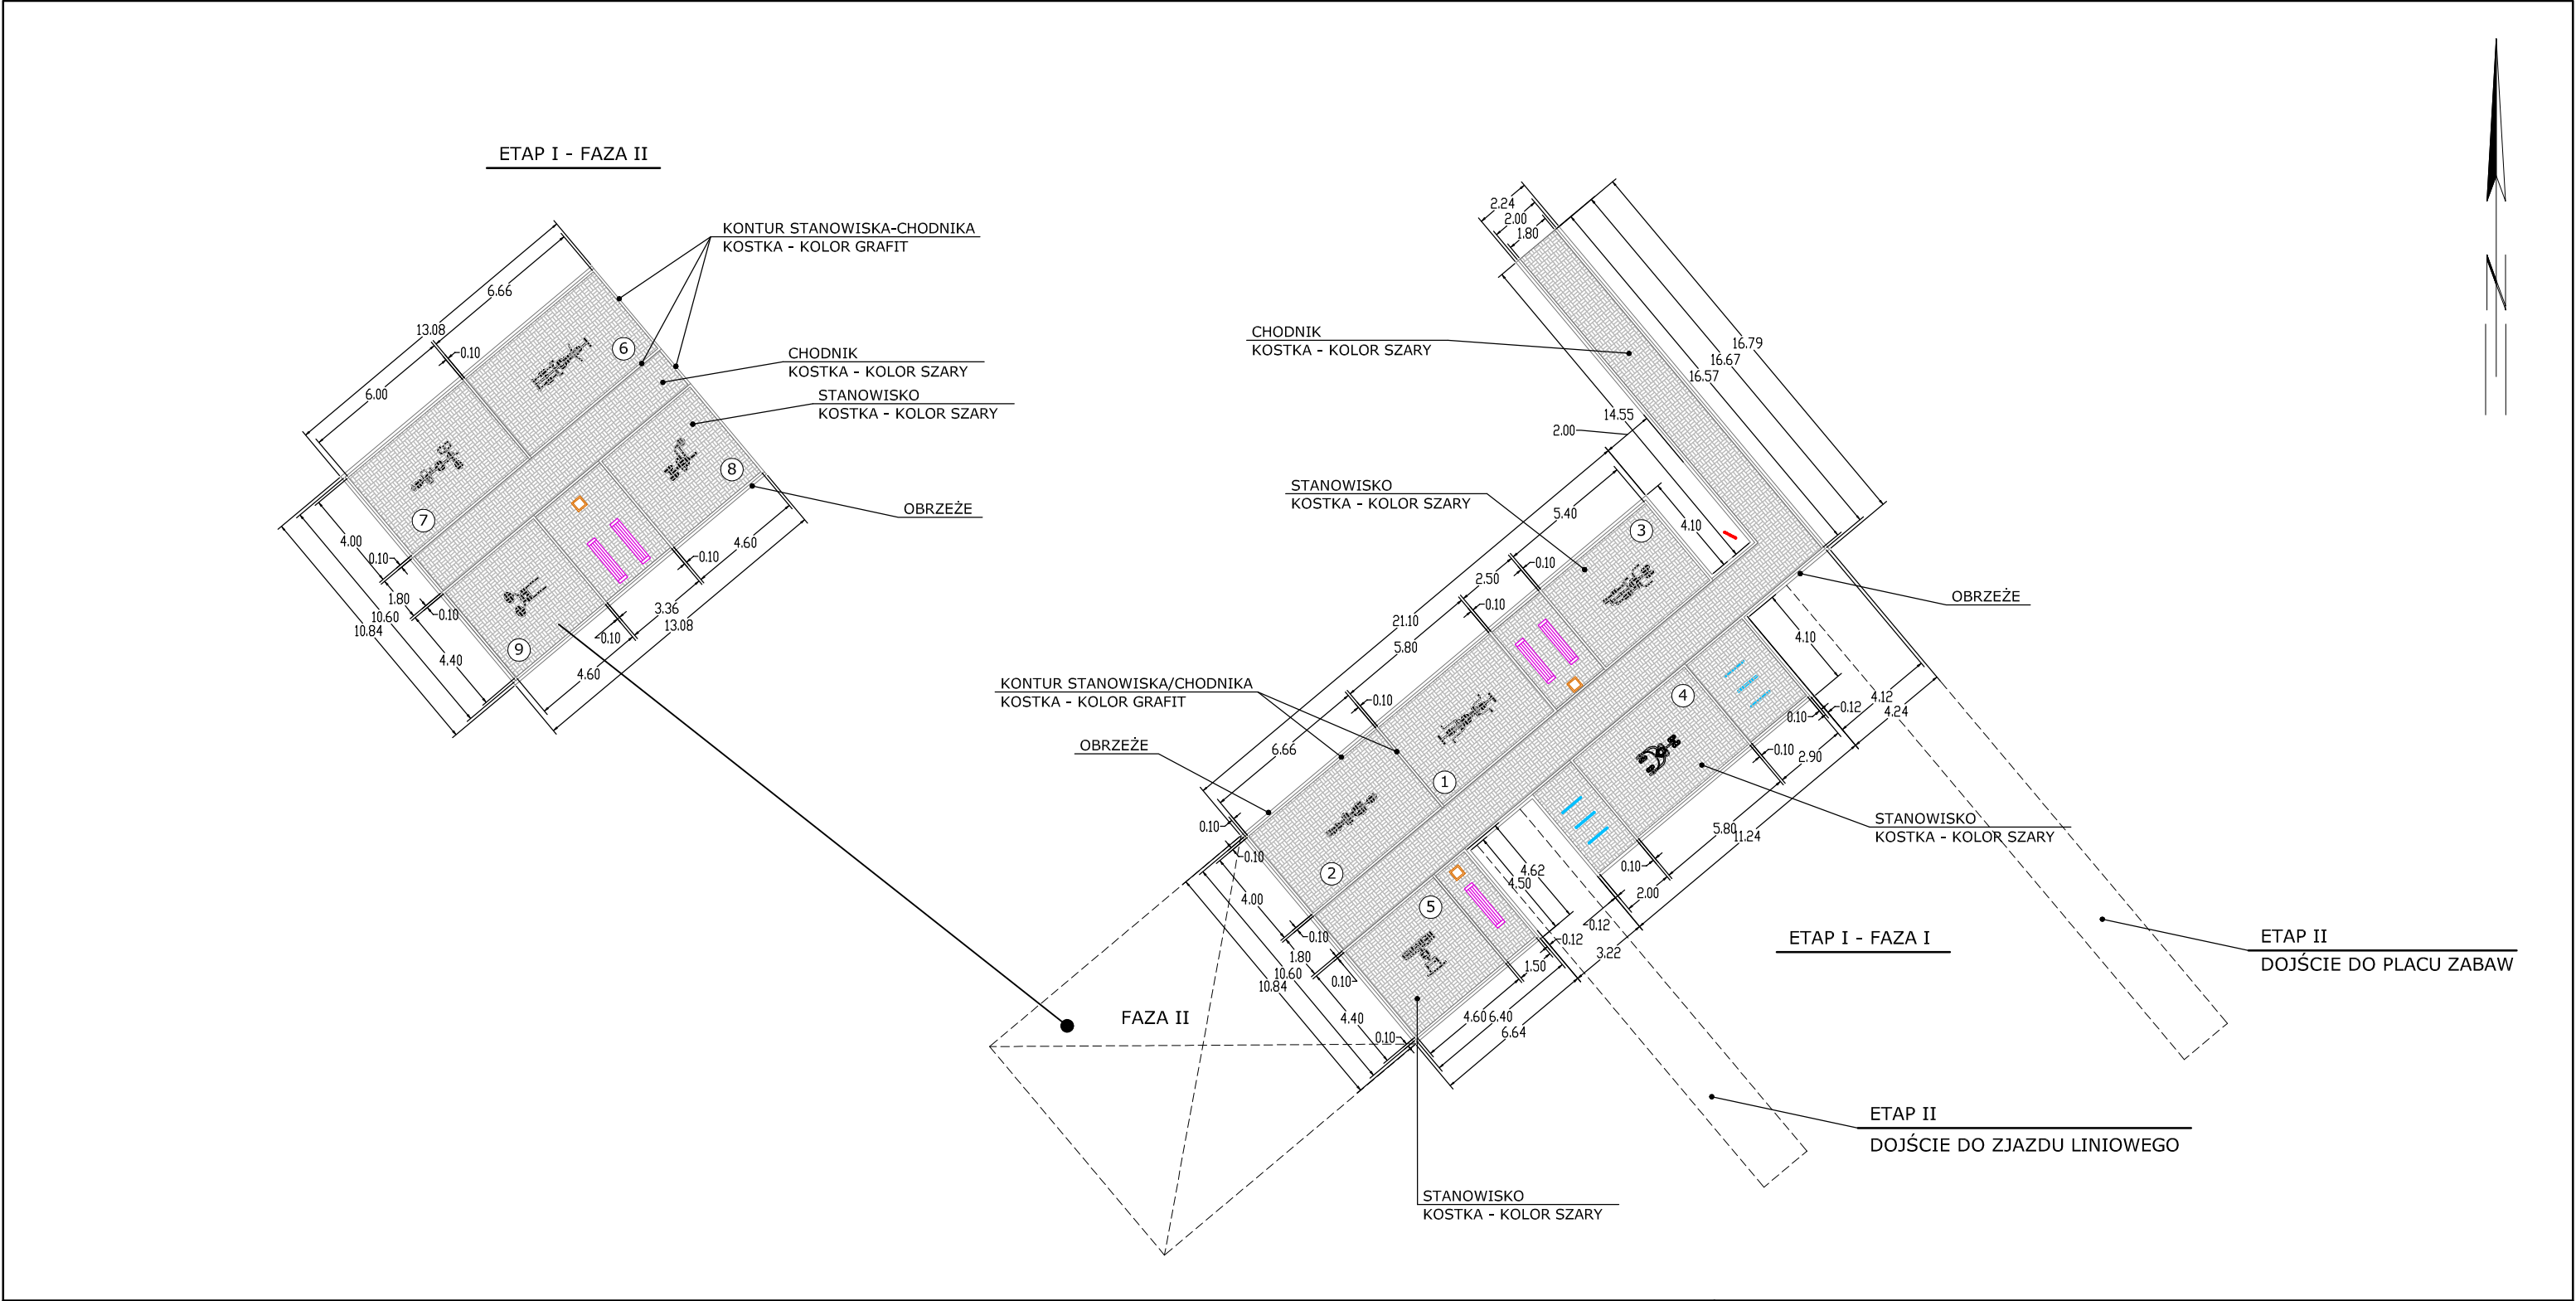 ETAP I - FAZA II
KONTUR STANOWISKA-CHODNIKA
KOSTKA - KOLOR GRAFIT
CHODNIK
KOSTKA - KOLOR SZARY
STANOWISKO
KOSTKA - KOLOR SZARY
OBRZEŻE
13.08
6.66
0.10
6.00
6
7
8
9
4.00
0.10
1.80
0.10
10.60
10.84
4.40
4.60
0.10
3.36
13.08
0.10
4.60
2.24
2.00
1.80
CHODNIK
KOSTKA - KOLOR SZARY
16.79
16.67
16.57
14.55
2.00
STANOWISKO
KOSTKA - KOLOR SZARY
5.40
3
4.10
0.10
2.50
0.10
21.10
5.80
OBRZEŻE
4.10
KONTUR STANOWISKA/CHODNIKA
KOSTKA - KOLOR GRAFIT
0.10
4
4.12
4.24
0.12
0.10
OBRZEŻE
6.66
0.10
2.90
1
0.10
0.10
2
STANOWISKO
KOSTKA - KOLOR SZARY
5.80
11.24
0.10
2.00
4.62
4.50
4.00
5
0.12
0.12
3.22
0.10
1.80
10.60
10.84
0.10
1.50
4.40
4.60
6.40
6.64
0.10
FAZA II
ETAP I - FAZA I
ETAP II
DOJŚCIE DO PLACU ZABAW
ETAP II
DOJŚCIE DO ZJAZDU LINIOWEGO
STANOWISKO
KOSTKA - KOLOR SZARY
N